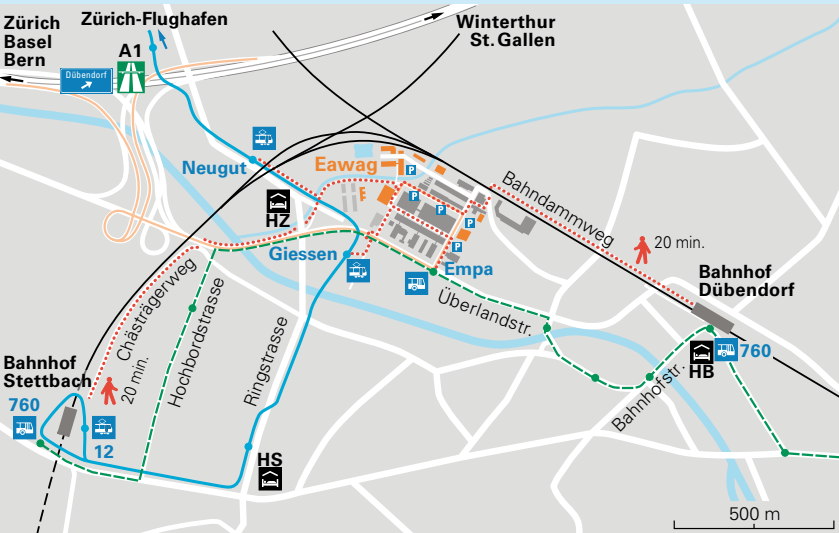 Zürich
Basel
Bern
Zürich-Flughafen
A1
Dübendorf
Winterthur
St. Gallen
Neugut
Eawag
P
P
P
P
P
HZ
Giessen
Empa
Bahndammweg
20 min.
Bahnhof
Dübendorf
Überlandstr.
Chästrägerweg
20 min.
Hochbordstrasse
Ringstrasse
Bahnhof
Stettbach
760
12
HS
Bahnhofstr.
HB
760
500 m